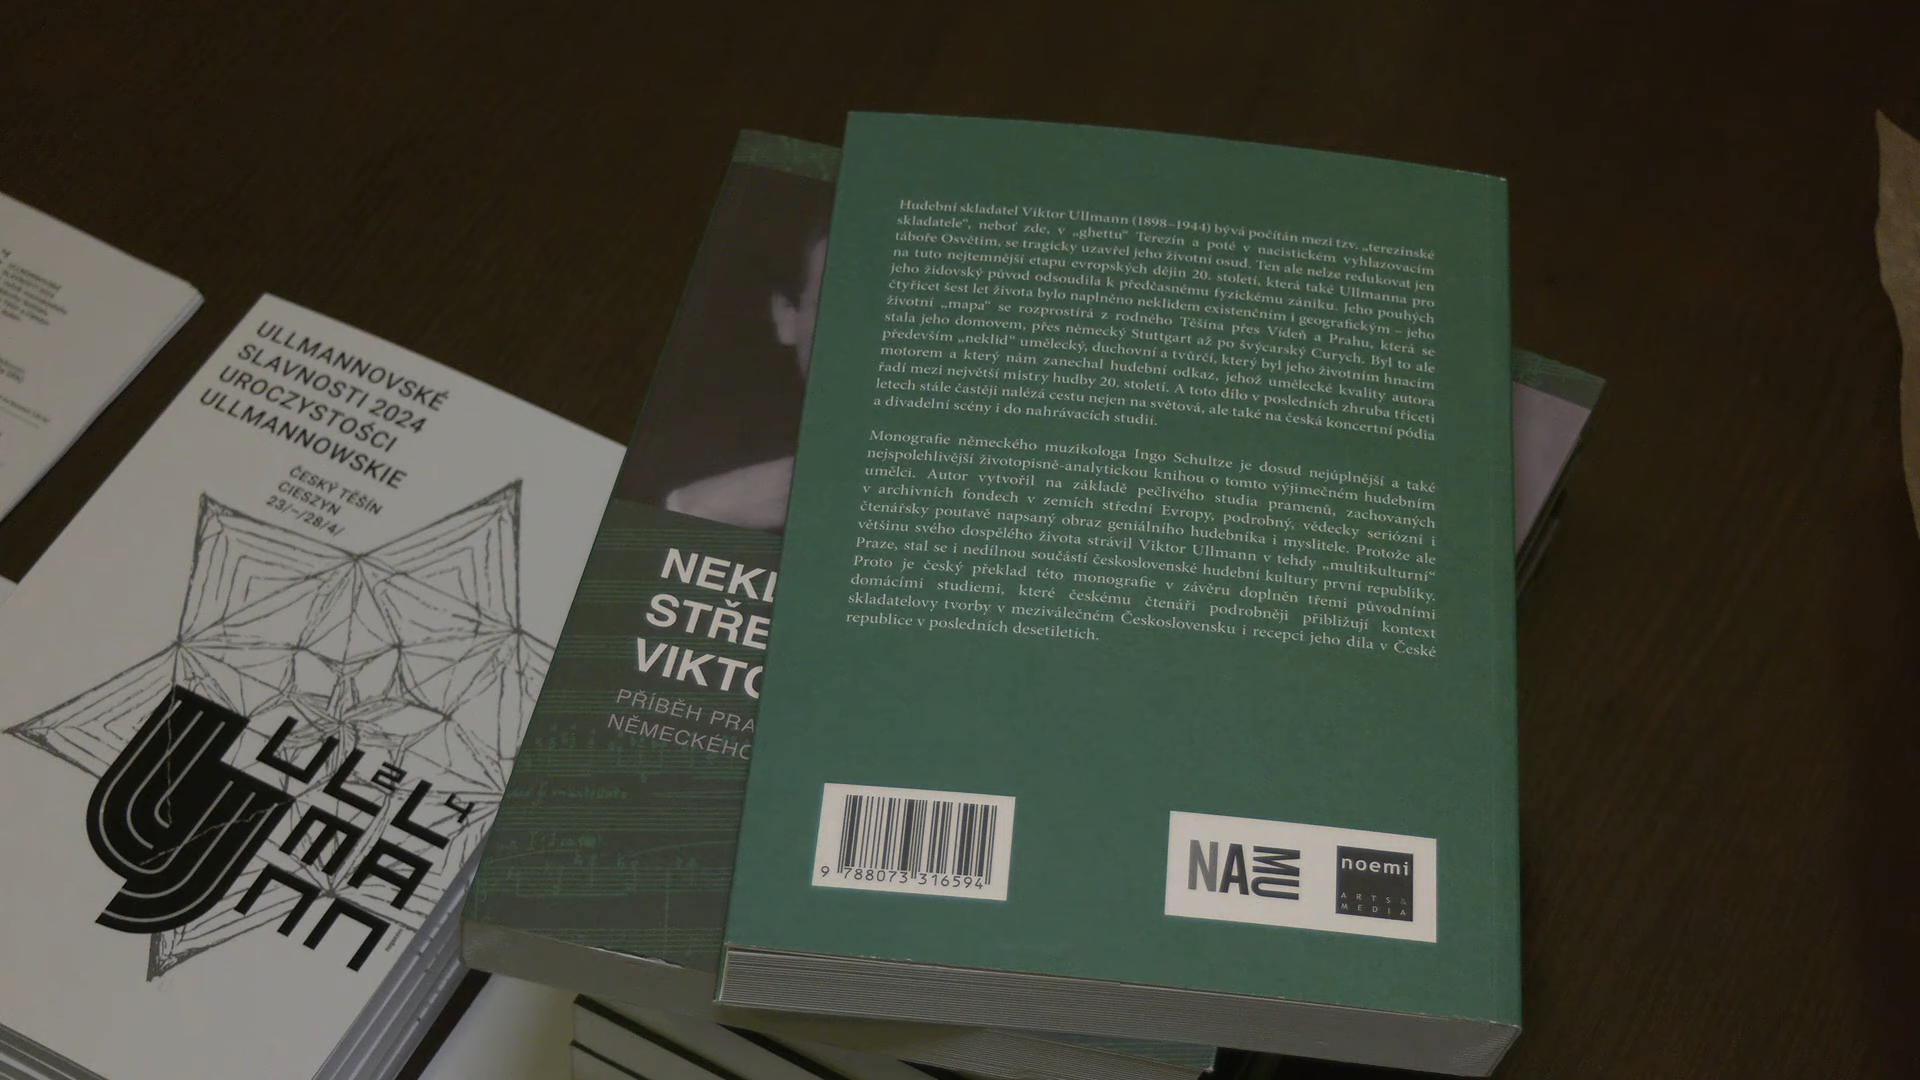 ULLMANNOVSKÉ
SLAVNOSTI 2024
UROCZYSTOŚCI
ULLMANNOWSKIE
ČESKÝ TĚŠÍN
CIESZYN
23/–/28/4/
ULL
24
MA
NN
NEKL
STŘE
VIKTO
PŘÍBĚH PRA
NĚMECKÉHO
Hudební skladatel Viktor Ullmann (1898–1944) bývá počítán mezi tzv. „terezínské
skladatele“, neboť zde, v „ghettu“ Terezín a poté v nacistickém vyhlazovacím
táboře Osvětim, se tragicky uzavřel jeho životní osud. Ten ale nelze redukovat jen
na tuto nejtemnější etapu evropských dějin 20. století, která také Ullmanna pro
jeho židovský původ odsoudila k předčasnému fyzickému zániku. Jeho pouhých
čtyřicet šest let života bylo naplněno neklidem existenčním i geografickým – jeho
životní „mapa“ se rozprostírá z rodného Těšína přes Vídeň a Prahu, která se
stala jeho domovem, přes německý Stuttgart až po švýcarský Curych. Byl to ale
především „neklid“ umělecký, duchovní a tvůrčí, který byl jeho životním hnacím
motorem a který nám zanechal hudební odkaz, jehož umělecké kvality autora
řadí mezi největší mistry hudby 20. století. A toto dílo v posledních zhruba třiceti
letech stále častěji nalézá cestu nejen na světová, ale také na česká koncertní pódia
a divadelní scény i do nahrávacích studií.
Monografie německého muzikologa Ingo Schultze je dosud nejúplnější a také
nejspolehlivější životopisně-analytickou knihou o tomto výjimečném hudebním
umělci. Autor vytvořil na základě pečlivého studia pramenů, zachovaných
v archivních fondech v zemích střední Evropy, podrobný, vědecky seriózní i
čtenářsky poutavě napsaný obraz geniálního hudebníka i myslitele. Protože ale
většinu svého dospělého života strávil Viktor Ullmann v tehdy „multikulturní“
Praze, stal se i nedílnou součástí československé hudební kultury první republiky.
Proto je český překlad této monografie v závěru doplněn třemi původními
domácími studiemi, které českému čtenáři podrobněji přibližují kontext
skladatelovy tvorby v meziválečném Československu i recepci jeho díla v České
republice v posledních desetiletích.
9 788073 316594
NAMU
noemi
ARTS&
MEDIA